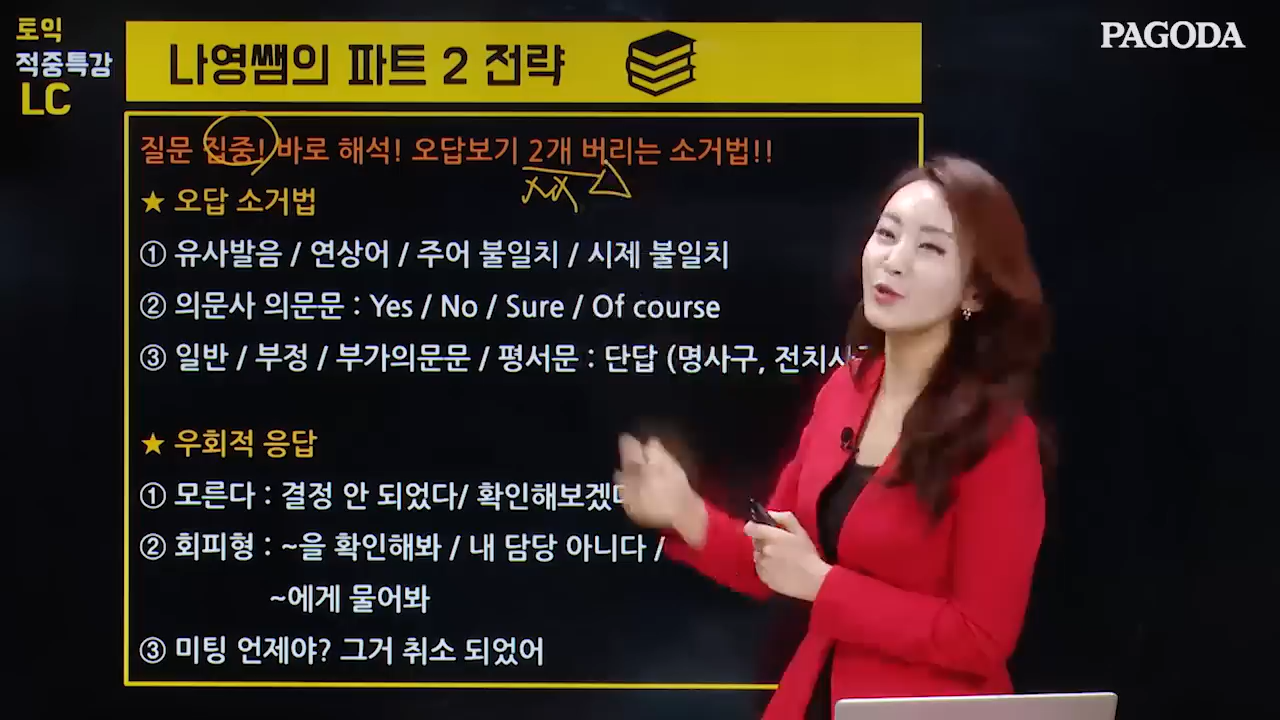 토익
적중특강
LC
나영쌤의 파트 2 전략
PAGODA
질문 집중! 바로 해석! 오답보기 2개 버리는 소거법!!
★ 오답 소거법
① 유사발음 / 연상어 / 주어 불일치 / 시제 불일치
② 의문사 의문문 : Yes / No / Sure / Of course
③ 일반 / 부정 / 부가의문문 / 평서문 : 단답 (명사구,
★ 우회적 응답
① 모른다 : 결정 안 되었다/
② 회피형 : ~을 확인해봐 / 내 담당 아니다 /
~에게 물어봐
③ 미팅 언제야? 그거 취소 되었어